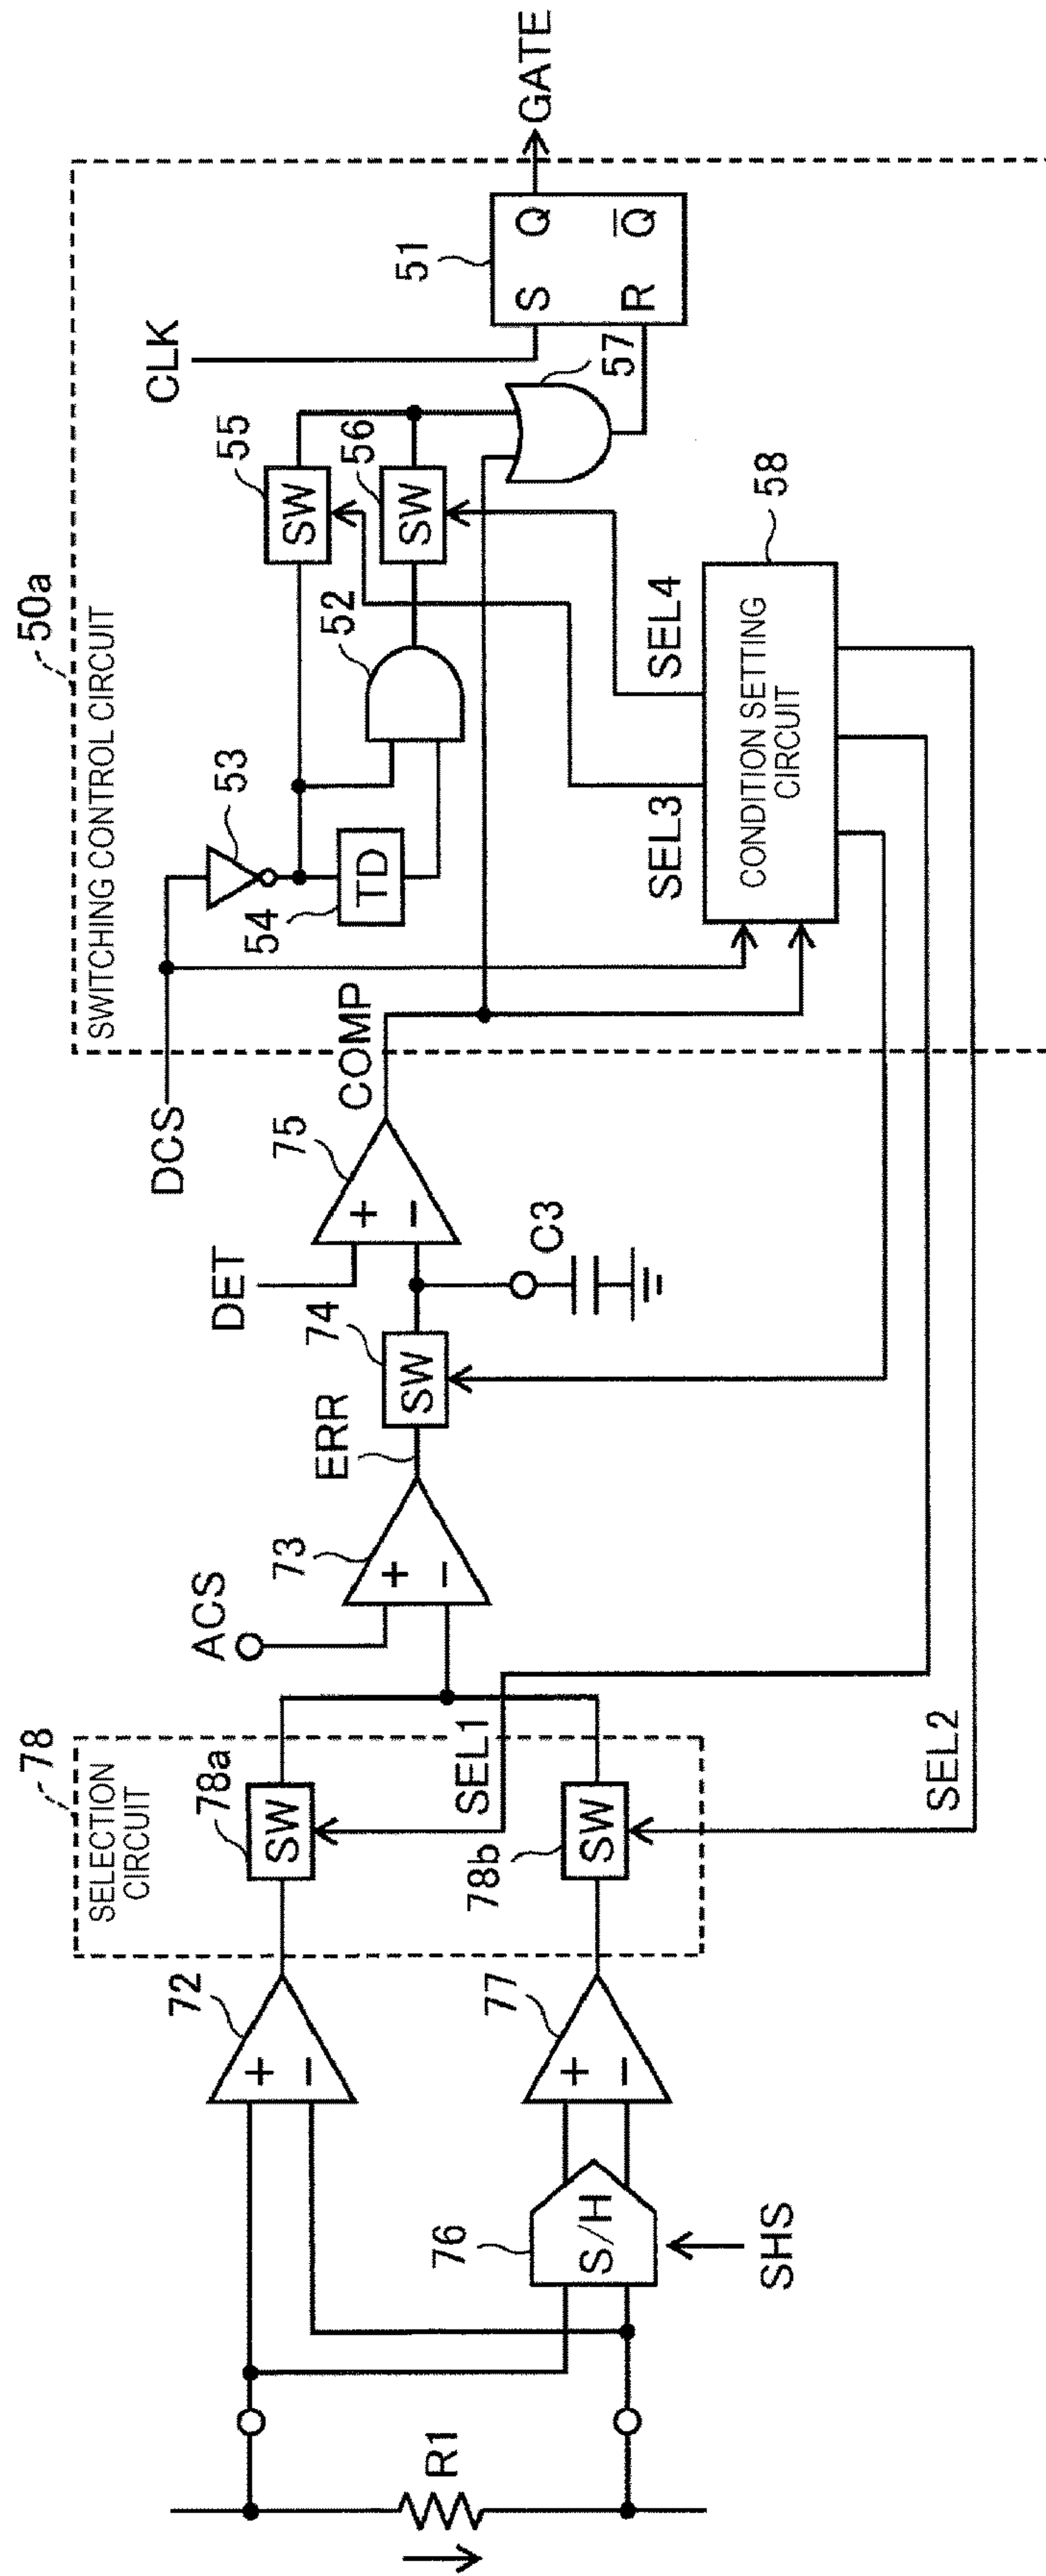 50a
SWITCHING CONTROL CIRCUIT
CLK
55
SW
56
SW
51
S Q
R Q̅
GATE
57
52
53
54
TD
DCS
COMP
SEL3
SEL4
58
CONDITION SETTING
CIRCUIT
75
+
−
DET
C3
74
SW
ERR
73
+
−
ACS
78
SELECTION
CIRCUIT
78a
SW
SEL1
78b
SW
SEL2
72
+
−
77
+
−
76
S/H
SHS
R1